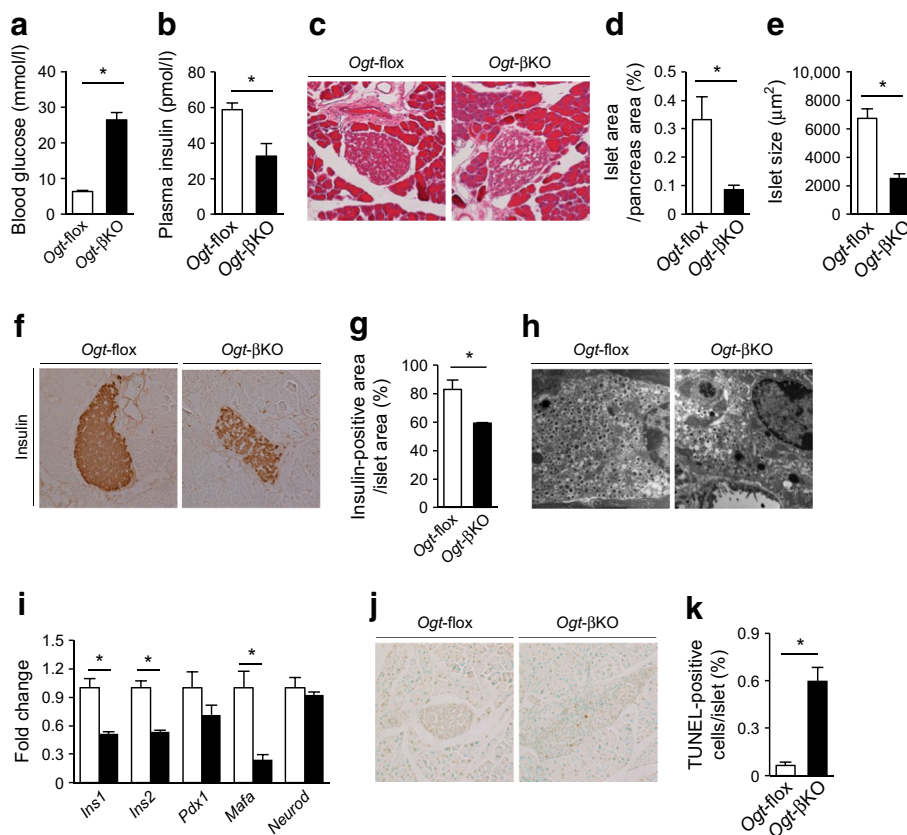 a
Blood glucose (mmol/l)
40
30
20
10
0
*
Ogt-flox
Ogt-βKO
b
Plasma insulin (pmol/l)
80
60
40
20
0
*
Ogt-flox
Ogt-βKO
c
Ogt-flox
Ogt-βKO
d
Islet area
/pancreas area (%)
0.5
0.4
0.3
0.2
0.1
0
*
Ogt-flox
Ogt-βKO
e
Islet size (μm²)
8000
6000
4000
2000
0
*
Ogt-flox
Ogt-βKO
f
Ogt-flox
Ogt-βKO
Insulin
g
Insulin-positive area
/islet area (%)
100
80
60
40
20
0
*
Ogt-flox
Ogt-βKO
h
Ogt-flox
Ogt-βKO
i
Fold change
1.5
1.2
0.9
0.6
0.3
0
*
*
*
Ins1
Ins2
Pdx1
Mafa
Neurod
j
Ogt-flox
Ogt-βKO
k
TUNEL-positive
cells/islet (%)
0.9
0.6
0.3
0
*
Ogt-flox
Ogt-βKO